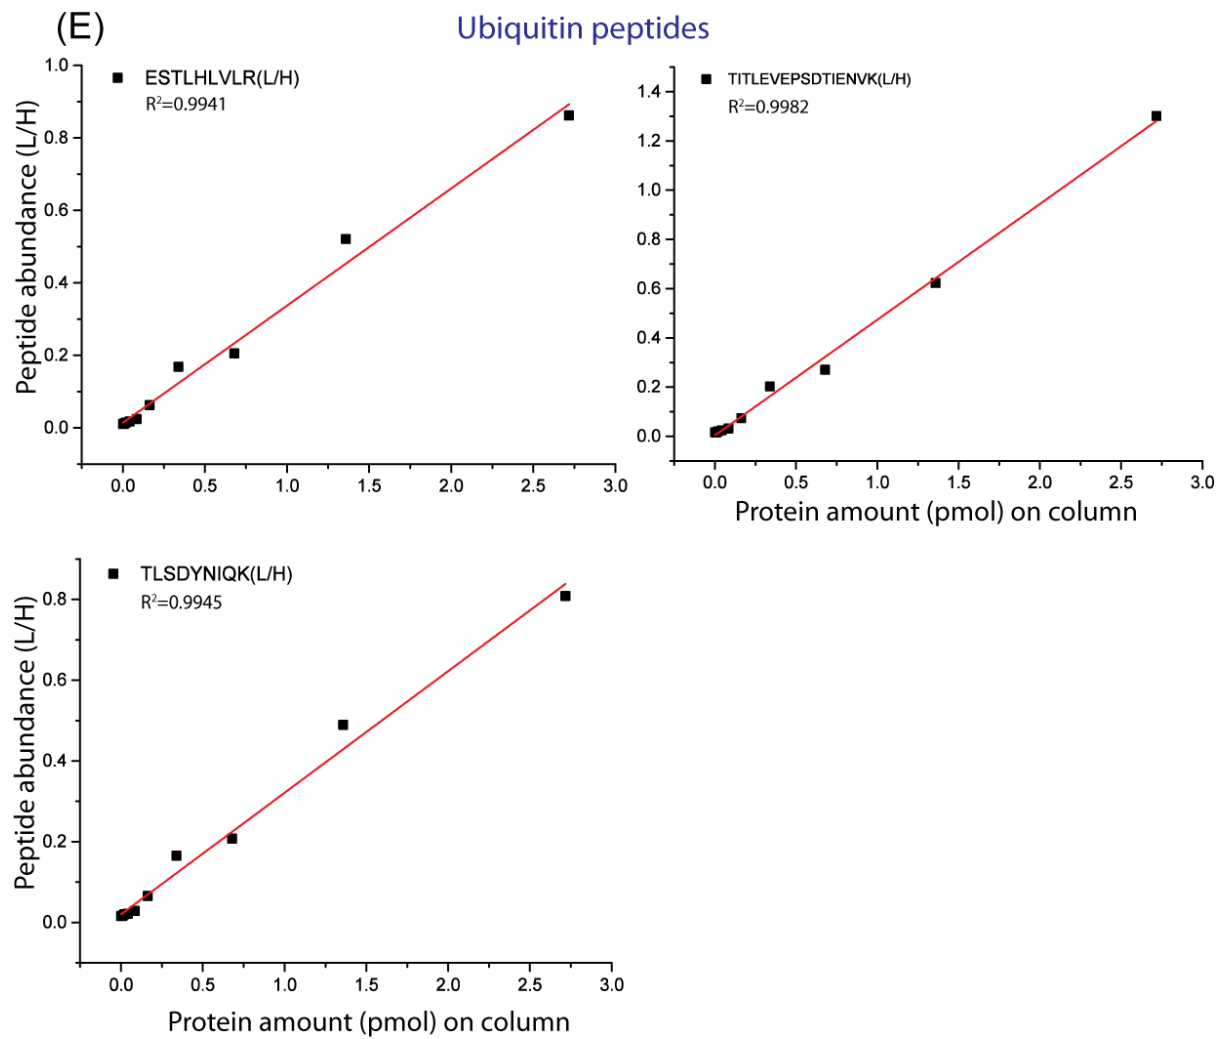 (E)
Ubiquitin peptides
ESTLHLVLR(L/H)
R²=0.9941
Peptide abundance (L/H)
1.0
0.8
0.6
0.4
0.2
0.0
0.0 0.5 1.0 1.5 2.0 2.5 3.0
TITLEVEPSDTIENVK(L/H)
R²=0.9982
1.4
1.2
1.0
0.8
0.6
0.4
0.2
0.0
0.0 0.5 1.0 1.5 2.0 2.5 3.0
Protein amount (pmol) on column
TLSDYNIQK(L/H)
R²=0.9945
Peptide abundance (L/H)
0.8
0.6
0.4
0.2
0.0
0.0 0.5 1.0 1.5 2.0 2.5 3.0
Protein amount (pmol) on column